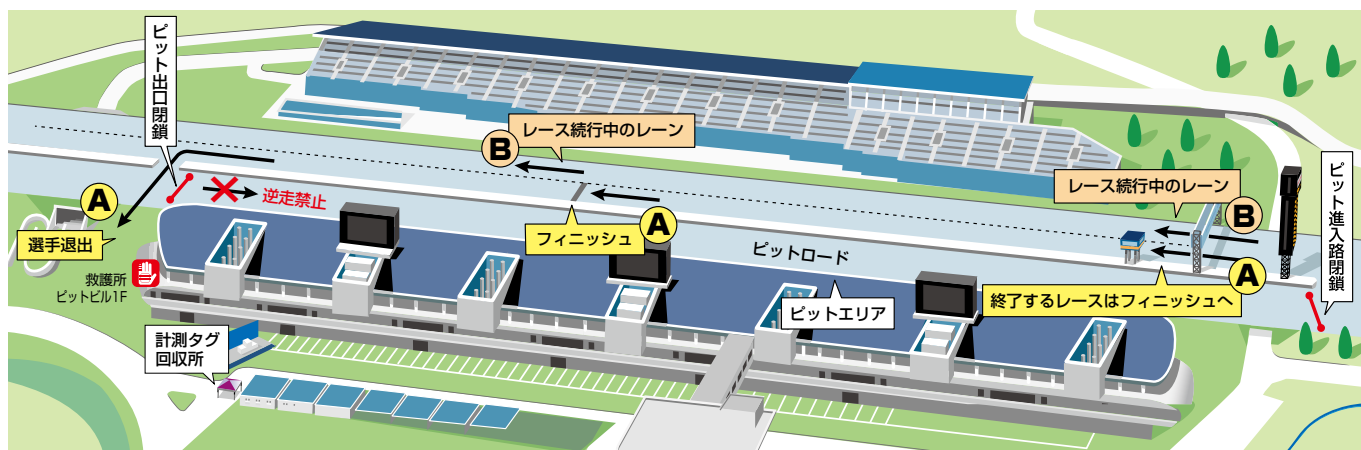 ピット出口閉鎖
B
レース続行中のレーン
A
選手退出
逆走禁止
フィニッシュ
A
ピットロード
レース続行中のレーン
B
A
終了するレースはフィニッシュへ
ピット進入路閉鎖
救護所
ピットビル1F
ピットエリア
計測タグ
回収所